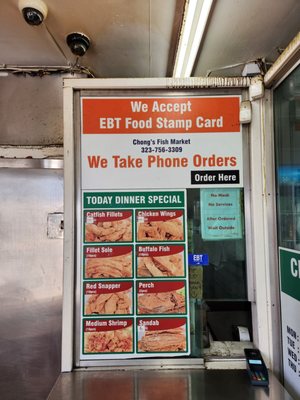 We Accept
EBT Food Stamp Card
Chong's Fish Market
323-756-3309
We Take Phone Orders
Order Here
TODAY DINNER SPECIAL
Catfish Fillets
Chicken Wings
Fillet Sole
Buffalo Fish
Red Snapper
Perch
Medium Shrimp
Sandab
No Mask
No Services
After Ordered
Wait Outside
EBT